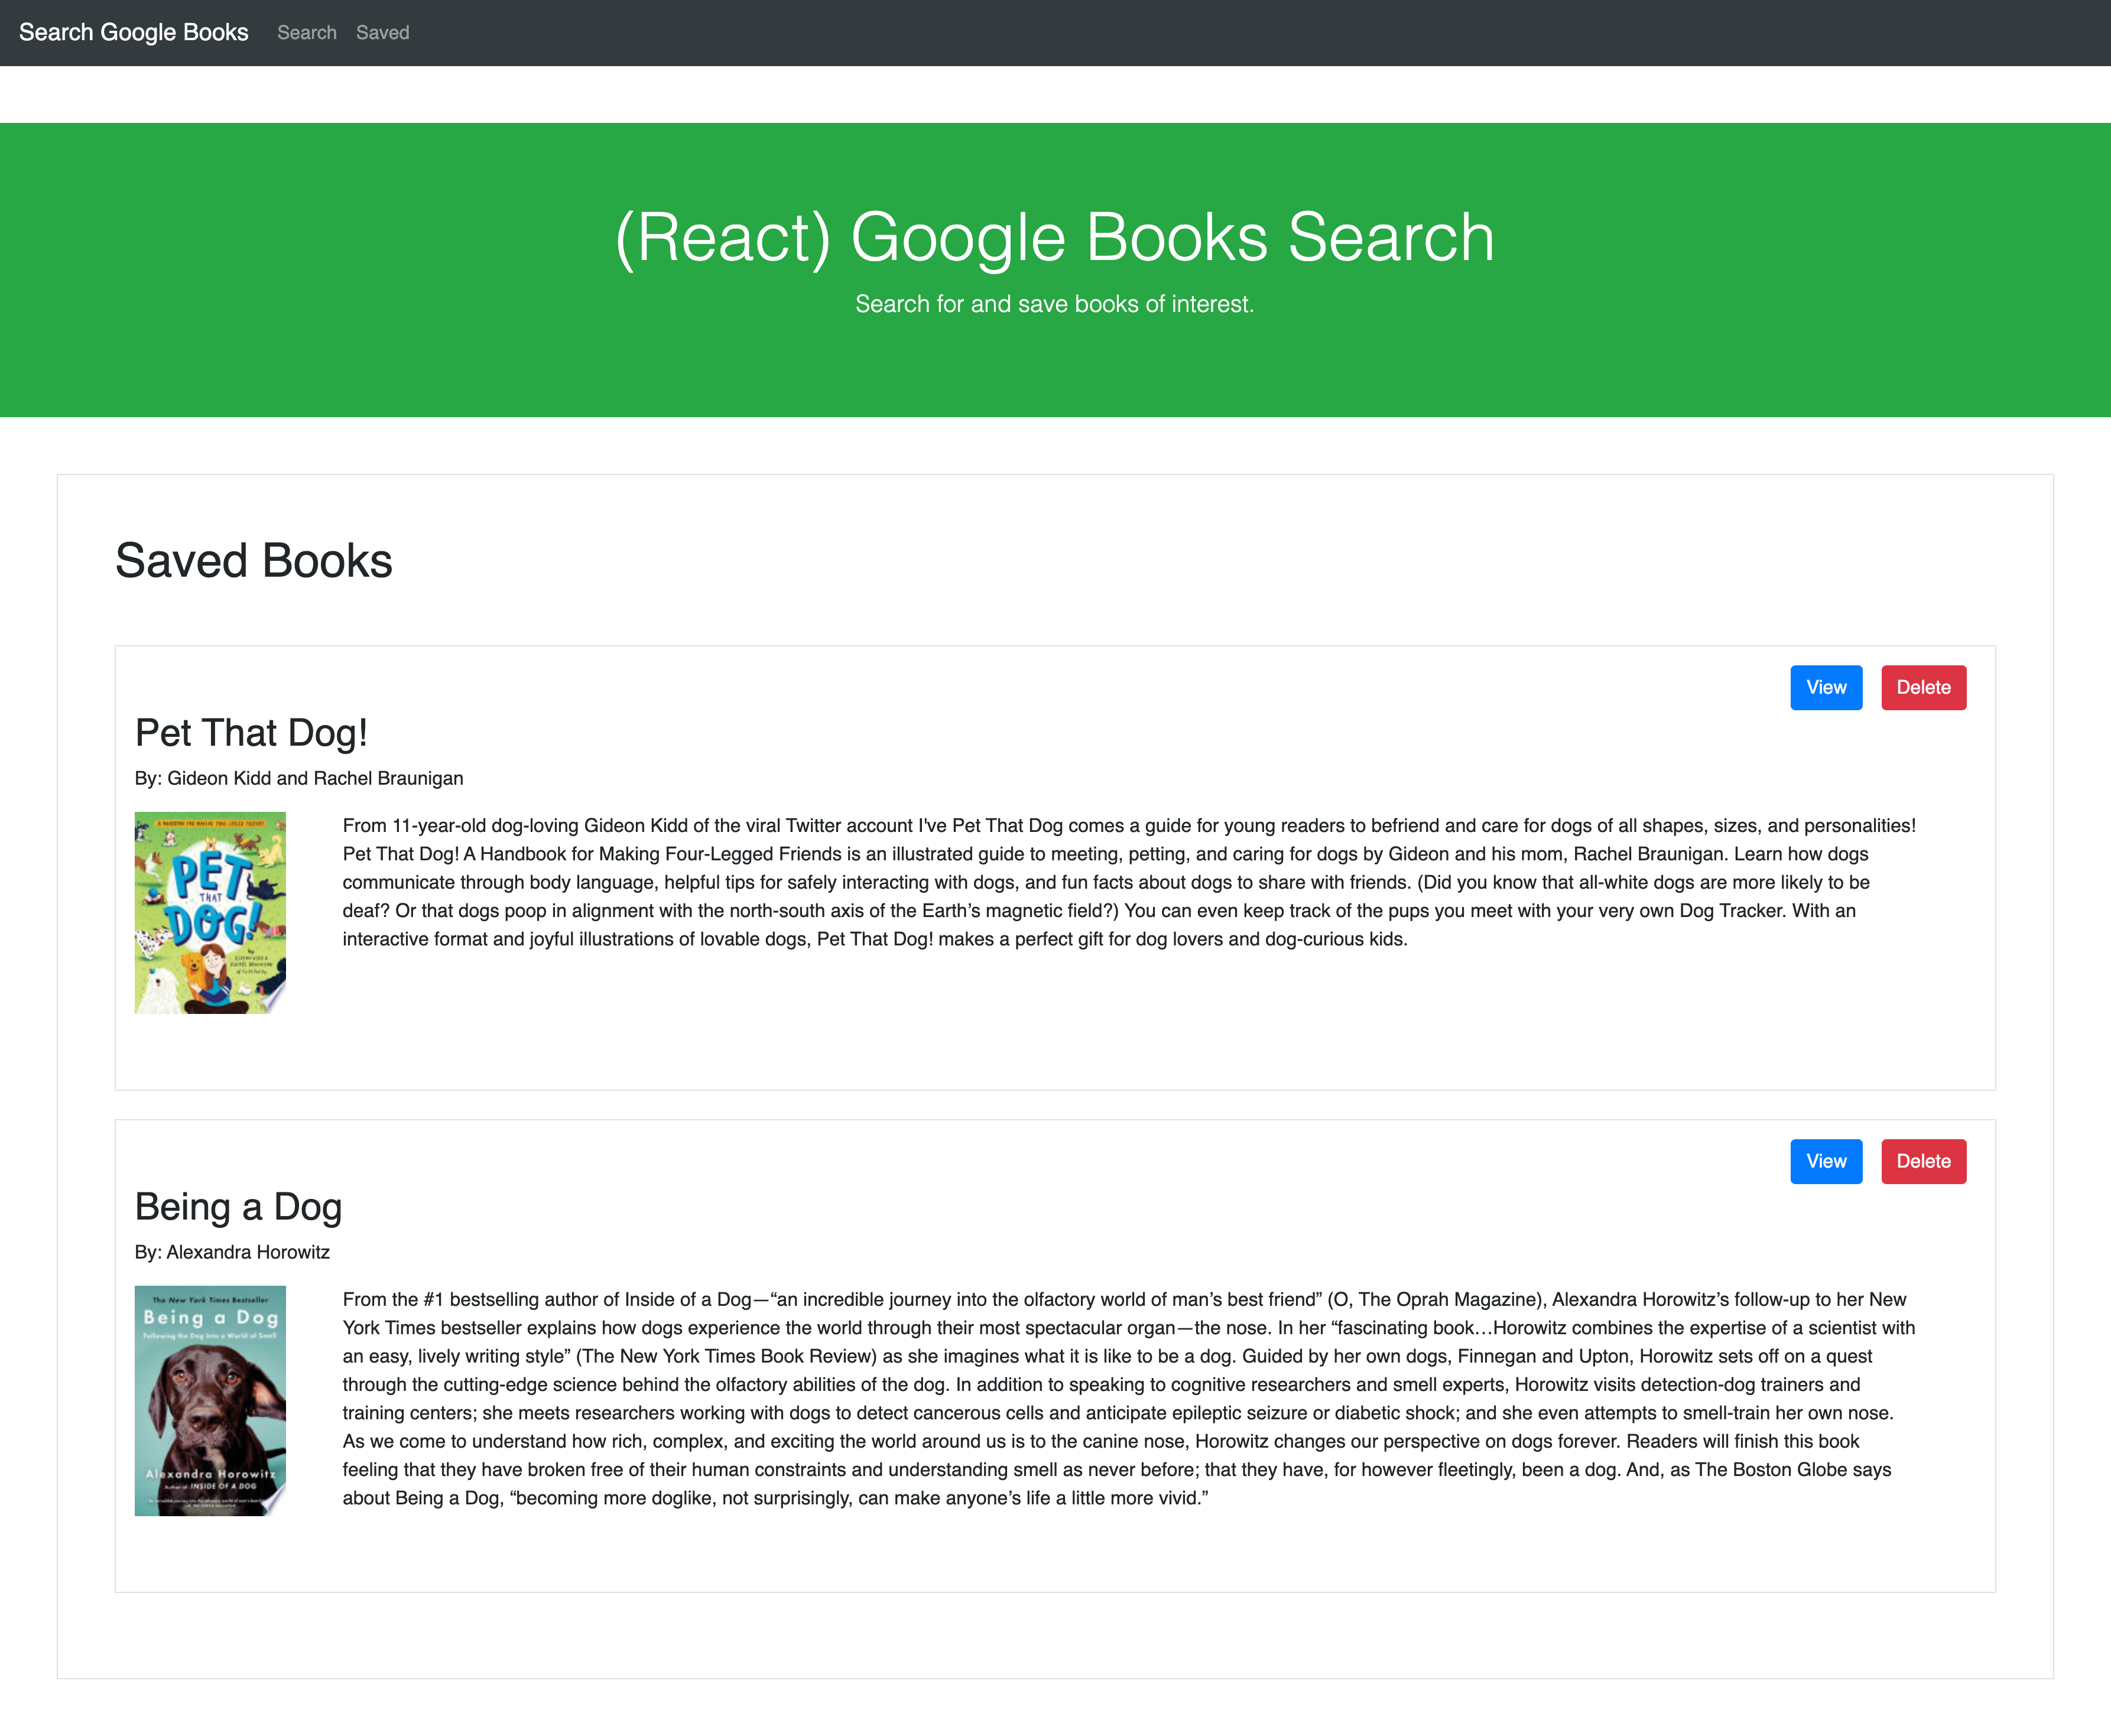 Search Google Books Search Saved
(React) Google Books Search
Search for and save books of interest.
Saved Books
View Delete
Pet That Dog!
By: Gideon Kidd and Rachel Braunigan
PET
THAT
DOG!
From 11-year-old dog-loving Gideon Kidd of the viral Twitter account I've Pet That Dog comes a guide for young readers to befriend and care for dogs of all shapes, sizes, and personalities!
Pet That Dog! A Handbook for Making Four-Legged Friends is an illustrated guide to meeting, petting, and caring for dogs by Gideon and his mom, Rachel Braunigan. Learn how dogs
communicate through body language, helpful tips for safely interacting with dogs, and fun facts about dogs to share with friends. (Did you know that all-white dogs are more likely to be
deaf? Or that dogs poop in alignment with the north-south axis of the Earth’s magnetic field?) You can even keep track of the pups you meet with your very own Dog Tracker. With an
interactive format and joyful illustrations of lovable dogs, Pet That Dog! makes a perfect gift for dog lovers and dog-curious kids.
View Delete
Being a Dog
By: Alexandra Horowitz
The New York Times Bestseller
Being a Dog
Following the Dog Into a World of Smell
Alexandra Horowitz
Author of INSIDE OF A DOG
From the #1 bestselling author of Inside of a Dog—“an incredible journey into the olfactory world of man’s best friend” (O, The Oprah Magazine), Alexandra Horowitz’s follow-up to her New
York Times bestseller explains how dogs experience the world through their most spectacular organ—the nose. In her “fascinating book…Horowitz combines the expertise of a scientist with
an easy, lively writing style” (The New York Times Book Review) as she imagines what it is like to be a dog. Guided by her own dogs, Finnegan and Upton, Horowitz sets off on a quest
through the cutting-edge science behind the olfactory abilities of the dog. In addition to speaking to cognitive researchers and smell experts, Horowitz visits detection-dog trainers and
training centers; she meets researchers working with dogs to detect cancerous cells and anticipate epileptic seizure or diabetic shock; and she even attempts to smell-train her own nose.
As we come to understand how rich, complex, and exciting the world around us is to the canine nose, Horowitz changes our perspective on dogs forever. Readers will finish this book
feeling that they have broken free of their human constraints and understanding smell as never before; that they have, for however fleetingly, been a dog. And, as The Boston Globe says
about Being a Dog, “becoming more doglike, not surprisingly, can make anyone’s life a little more vivid.”